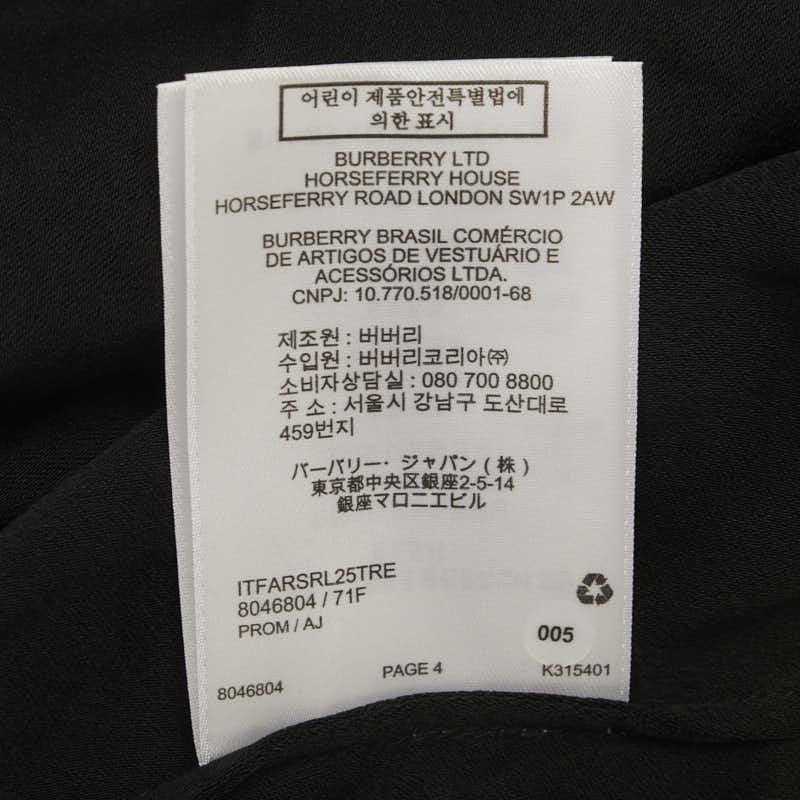 어린이 제품안전특별법에
의한 표시
BURBERRY LTD
HORSEFERRY HOUSE
HORSEFERRY ROAD LONDON SW1P 2AW
BURBERRY BRASIL COMÉRCIO
DE ARTIGOS DE VESTUÁRIO E
ACESSÓRIOS LTDA.
CNPJ: 10.770.518/0001-68
제조원 : 버버리
수입원 : 버버리코리아㈜
소비자상담실 : 080 700 8800
주 소 : 서울시 강남구 도산대로
459번지
バーバリー・ジャパン ( 株 )
東京都中央区銀座2-5-14
銀座マロニエビル
ITFARSRL25TRE
8046804 / 71F
PROM / AJ
005
8046804 PAGE 4 K315401